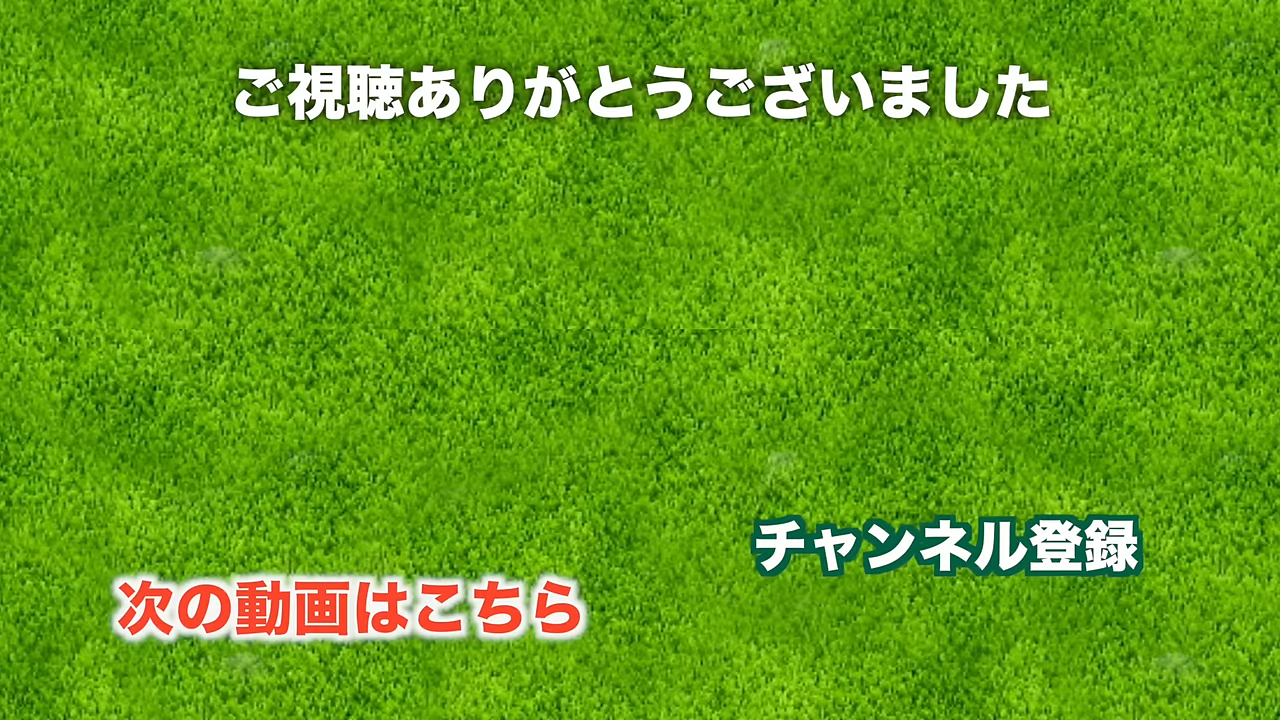 ご視聴ありがとうございました
チャンネル登録
次の動画はこちら